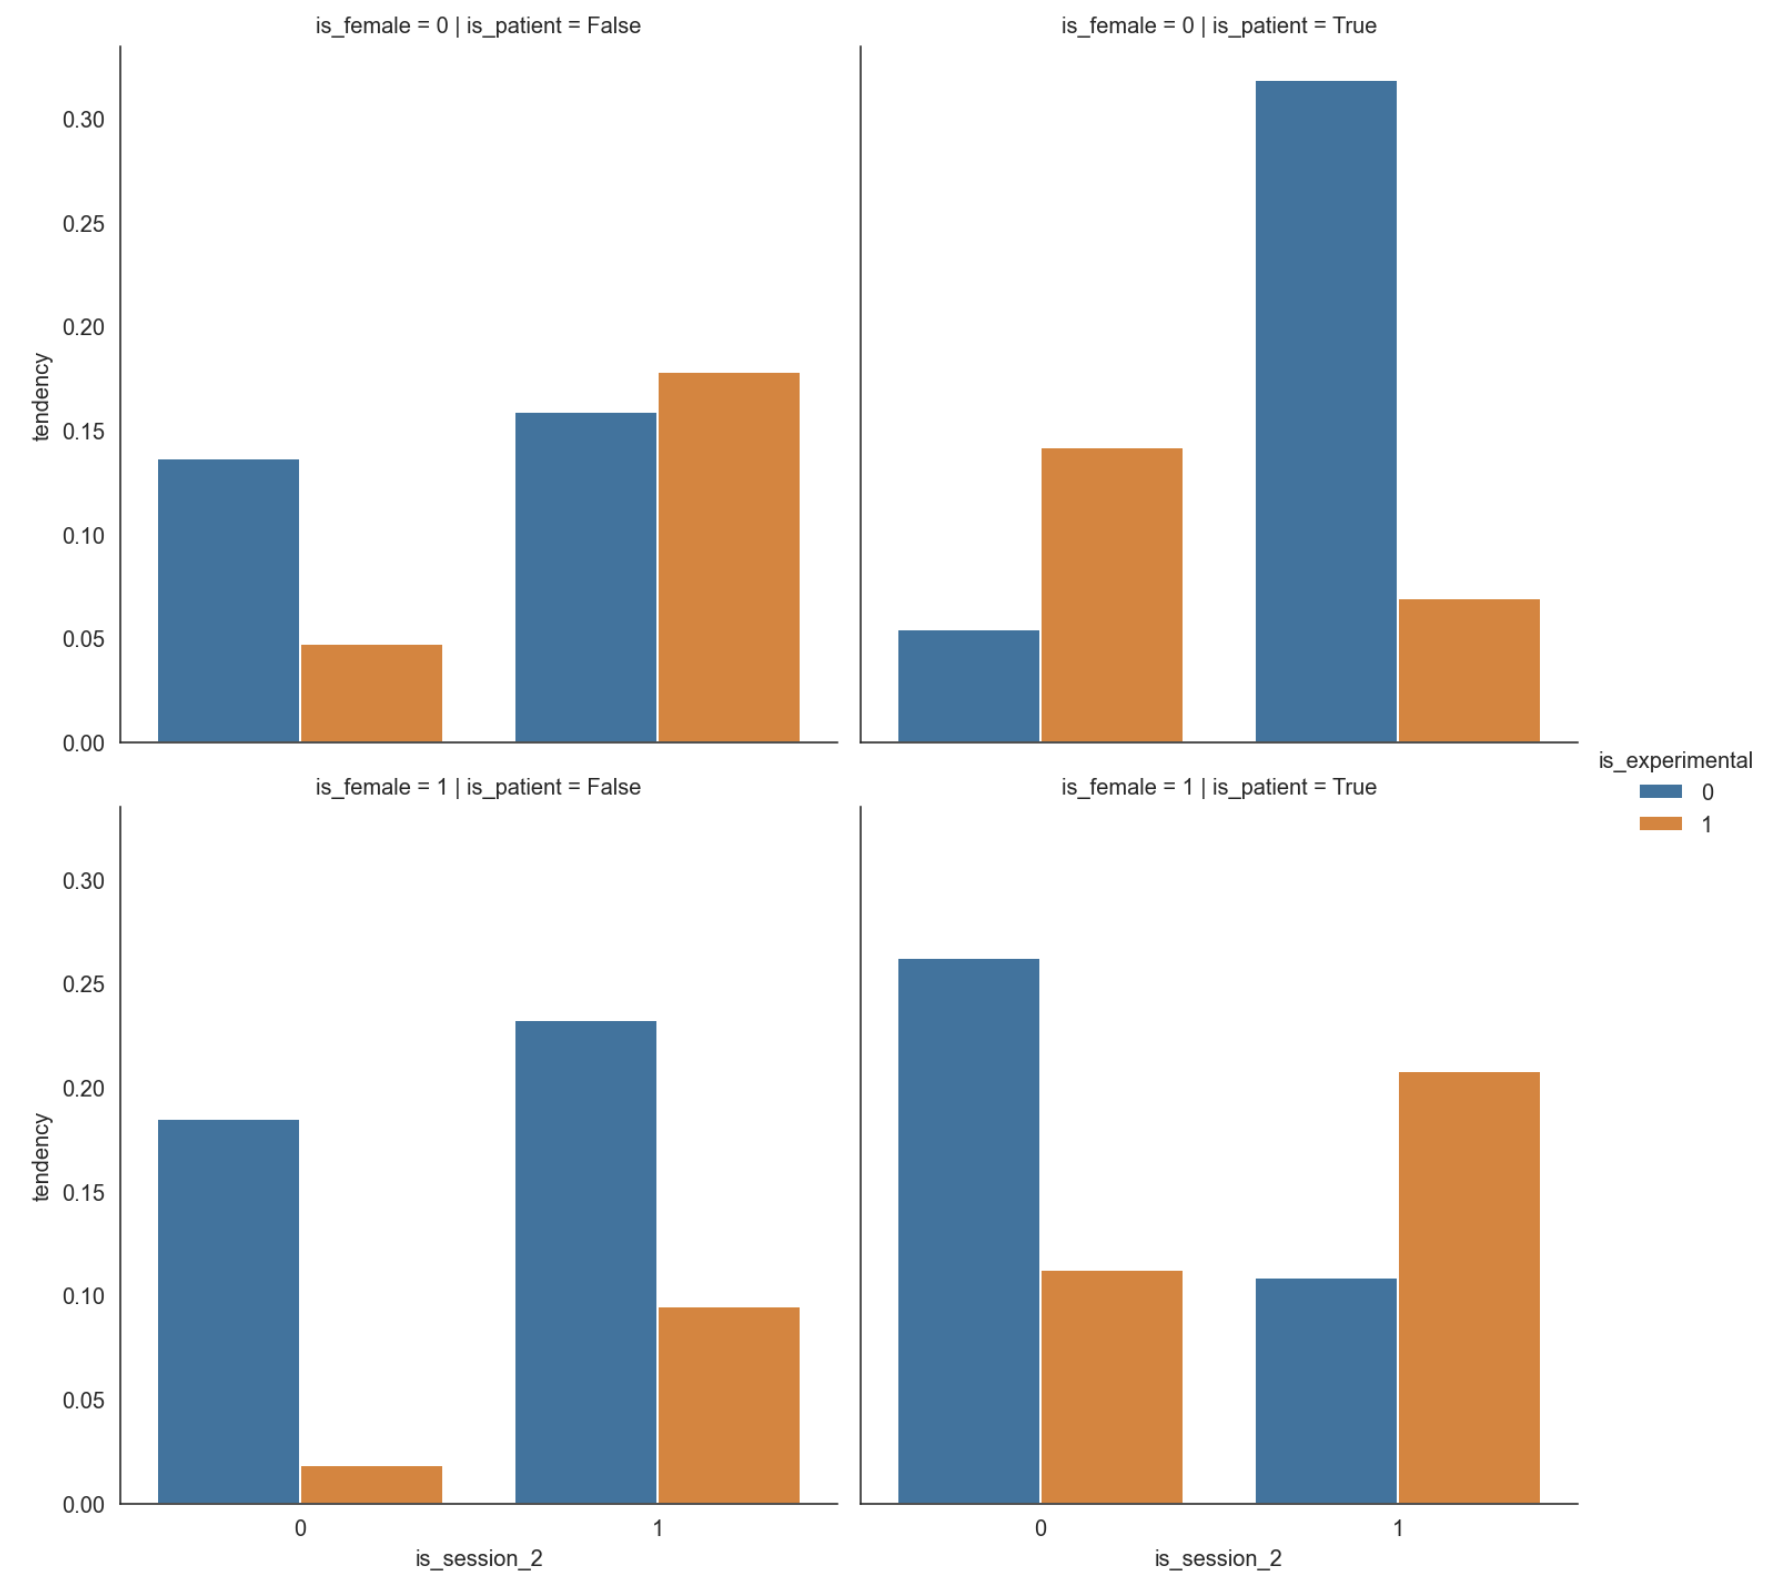 is_female = 0 | is_patient = False
is_female = 0 | is_patient = True
0.30
0.25
0.20
0.15
0.10
0.05
0.00
tendency
is_experimental
0
1
is_female = 1 | is_patient = False
is_female = 1 | is_patient = True
0.30
0.25
0.20
0.15
0.10
0.05
0.00
tendency
0 1
0 1
is_session_2
is_session_2